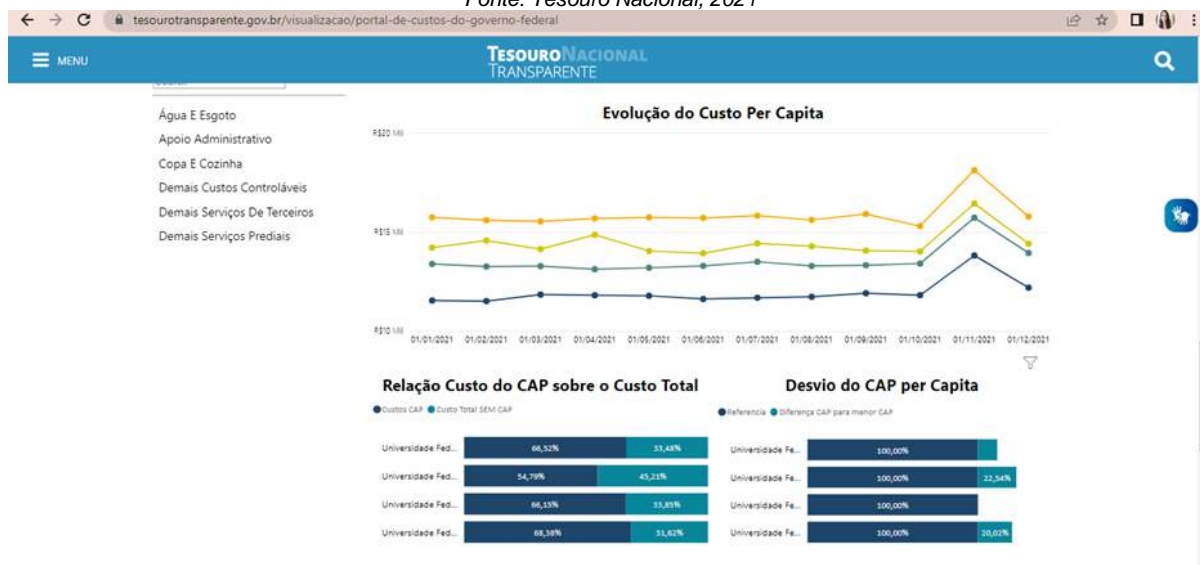 Fonte: Tesouro Nacional, 2021
tesourotransparente.gov.br/visualizacao/portal-de-custos-do-governo-federal
MENU
TESOURO NACIONAL
TRANSPARENTE
Água E Esgoto
Apoio Administrativo
Copa E Cozinha
Demais Custos Controláveis
Demais Serviços De Terceiros
Demais Serviços Prediais
Evolução do Custo Per Capita
R$20 Mil
R$15 Mil
R$10 Mil
01/01/2021 01/02/2021 01/03/2021 01/04/2021 01/05/2021 01/06/2021 01/07/2021 01/08/2021 01/09/2021 01/10/2021 01/11/2021 01/12/2021
Relação Custo do CAP sobre o Custo Total
Custos CAP Custo Total SEM CAP
Universidade Fed... 66,52% 33,48%
Universidade Fed... 54,79% 45,21%
Universidade Fed... 66,15% 33,85%
Universidade Fed... 68,38% 31,62%
Desvio do CAP per Capita
Referencia Diferença CAP para menor CAP
Universidade Fe... 100,00%
Universidade Fe... 100,00% 22,54%
Universidade Fe... 100,00%
Universidade Fe... 100,00% 20,02%